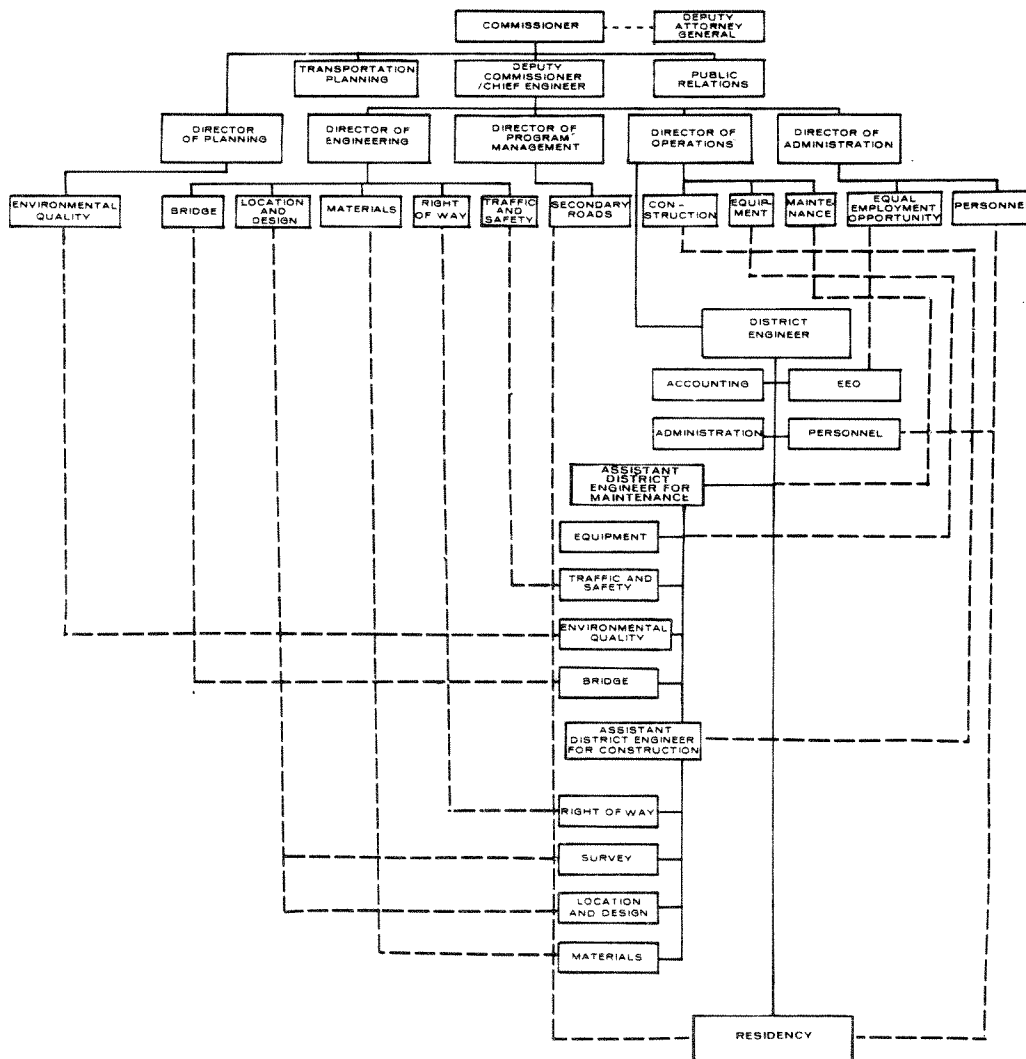 COMMISSIONER
DEPUTY
ATTORNEY
GENERAL
TRANSPORTATION
PLANNING
DEPUTY
COMMISSIONER
/CHIEF ENGINEER
PUBLIC
RELATIONS
DIRECTOR
OF PLANNING
DIRECTOR OF
ENGINEERING
DIRECTOR OF
PROGRAM
MANAGEMENT
DIRECTOR OF
OPERATIONS
DIRECTOR OF
ADMINISTRATION
ENVIRONMENTAL
QUALITY
BRIDGE
LOCATION
AND
DESIGN
MATERIALS
RIGHT
OF WAY
TRAFFIC
AND
SAFETY
SECONDARY
ROADS
CON-
STRUCTION
EQUIP-
MENT
MAINTE-
NANCE
EQUAL
EMPLOYMENT
OPPORTUNITY
PERSONNEL
DISTRICT
ENGINEER
ACCOUNTING
EEO
ADMINISTRATION
PERSONNEL
ASSISTANT
DISTRICT
ENGINEER FOR
MAINTENANCE
EQUIPMENT
TRAFFIC AND
SAFETY
ENVIRONMENTAL
QUALITY
BRIDGE
ASSISTANT
DISTRICT ENGINEER
FOR CONSTRUCTION
RIGHT OF WAY
SURVEY
LOCATION
AND DESIGN
MATERIALS
RESIDENCY